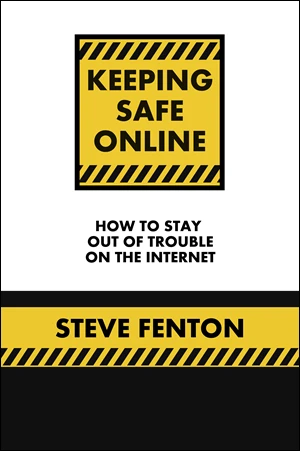 KEEPING
SAFE
ONLINE
HOW TO STAY
OUT OF TROUBLE
ON THE INTERNET
STEVE FENTON